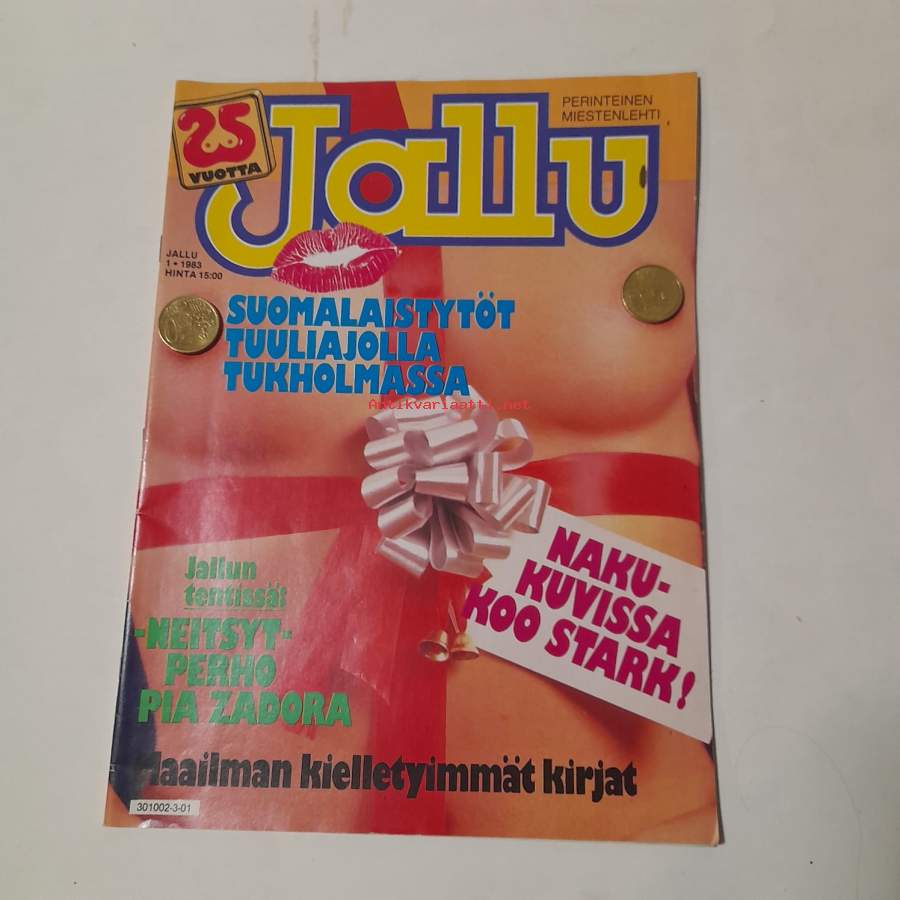 25
VUOTTA
Jallu
PERINTEINEN
MIESTENLEHTI
JALLU
1 • 1983
HINTA 15:00
SUOMALAISTYTÖT
TUULIAJOLLA
TUKHOLMASSA
Antikvariaatti.net
NAKU-
KUVISSA
KOO STARK!
Jallun
tentissä:
-NEITSYT-
PERHO
PIA ZADORA
Maailman kielletyimmät kirjat
301002-3-01